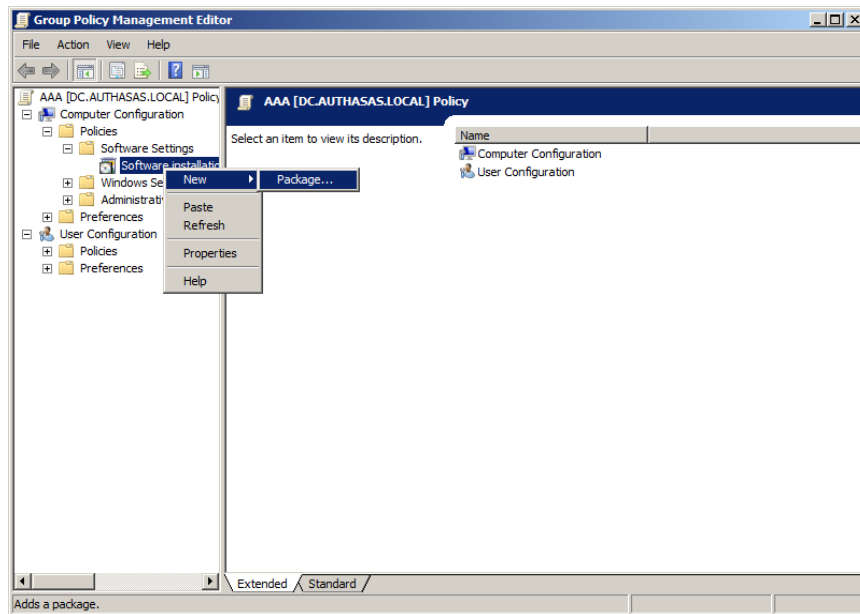 Group Policy Management Editor
File Action View Help
AAA [DC.AUTHASAS.LOCAL] Policy
Computer Configuration
Policies
Software Settings
Software installatio
Windows Se
Administrati
Preferences
User Configuration
Policies
Preferences
New
Paste
Refresh
Properties
Help
Package...
AAA [DC.AUTHASAS.LOCAL] Policy
Select an item to view its description.
Name
Computer Configuration
User Configuration
Extended Standard
Adds a package.